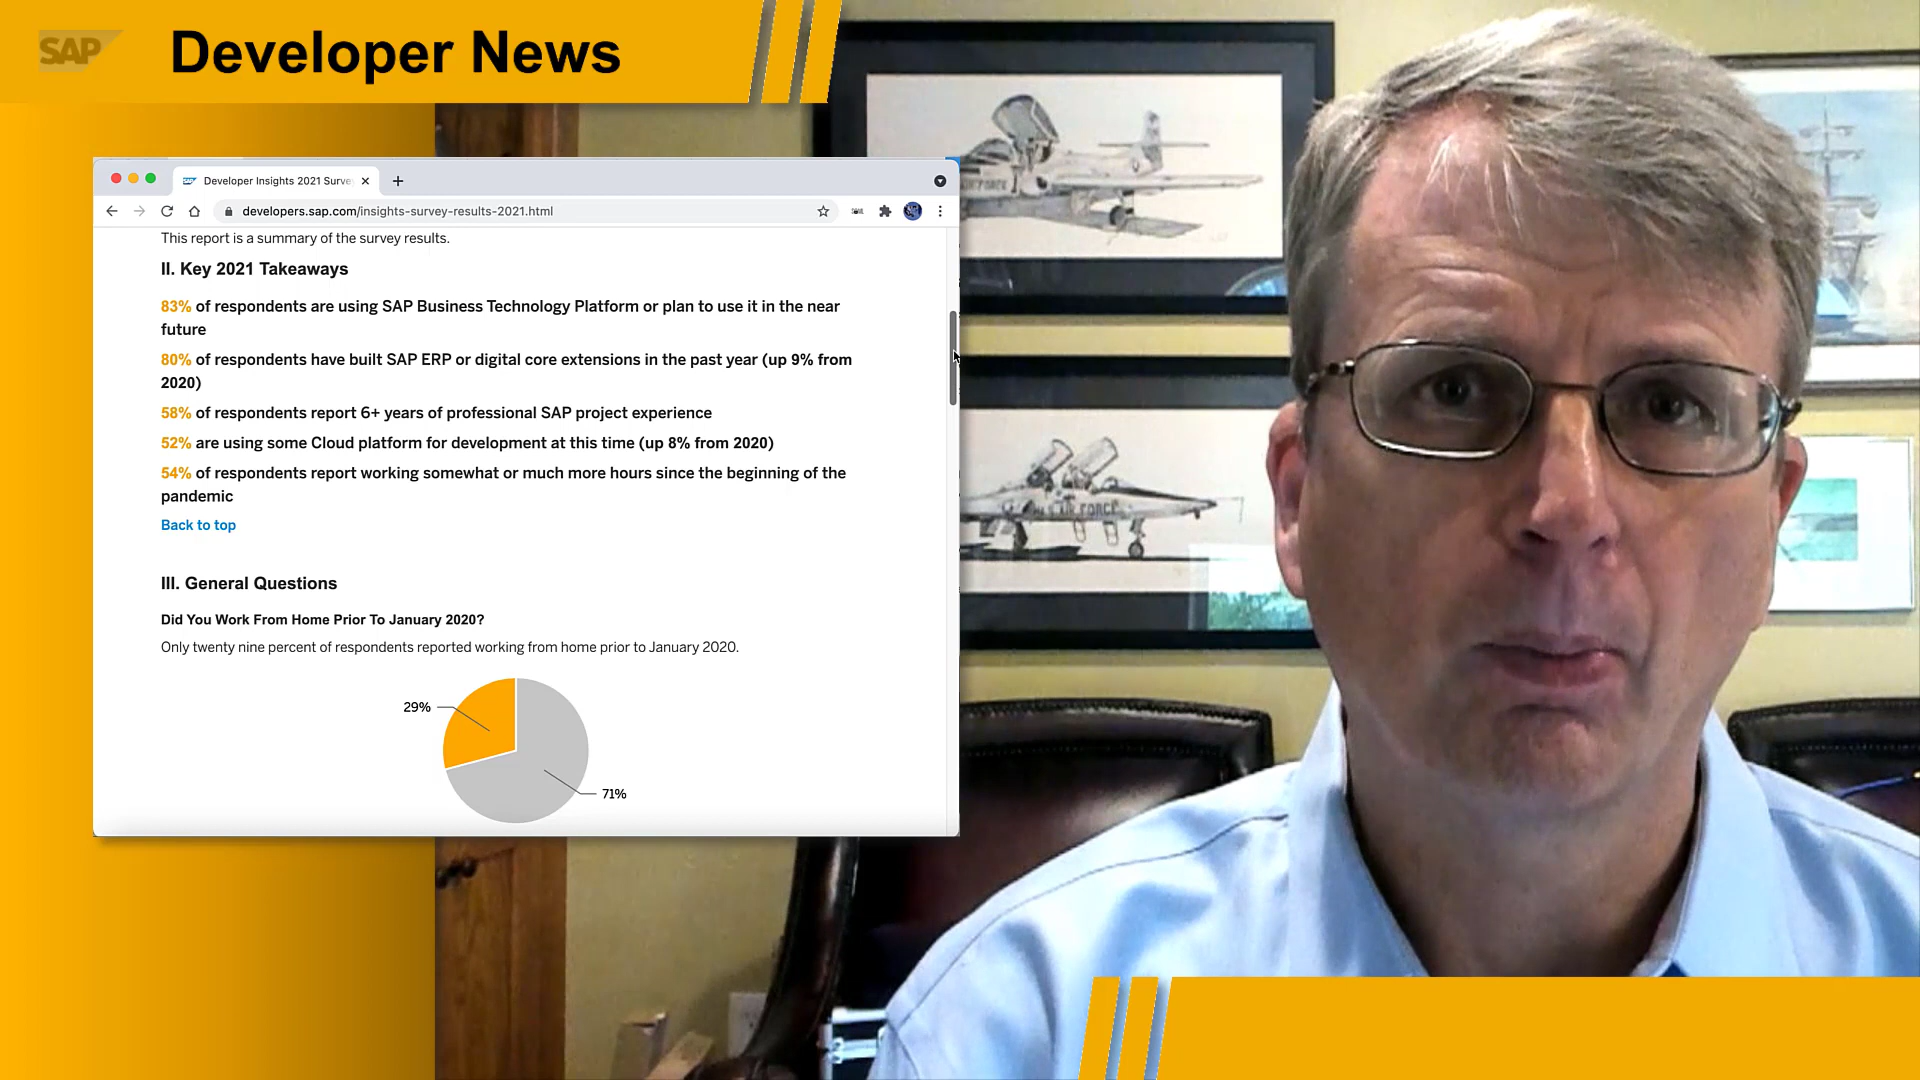 SAP
Developer News
Developer Insights 2021 Surve
developers.sap.com/insights-survey-results-2021.html
This report is a summary of the survey results.
II. Key 2021 Takeaways
83% of respondents are using SAP Business Technology Platform or plan to use it in the near
future
80% of respondents have built SAP ERP or digital core extensions in the past year (up 9% from
2020)
58% of respondents report 6+ years of professional SAP project experience
52% are using some Cloud platform for development at this time (up 8% from 2020)
54% of respondents report working somewhat or much more hours since the beginning of the
pandemic
Back to top
III. General Questions
Did You Work From Home Prior To January 2020?
Only twenty nine percent of respondents reported working from home prior to January 2020.
29%
71%
FORCE
AIR FORCE